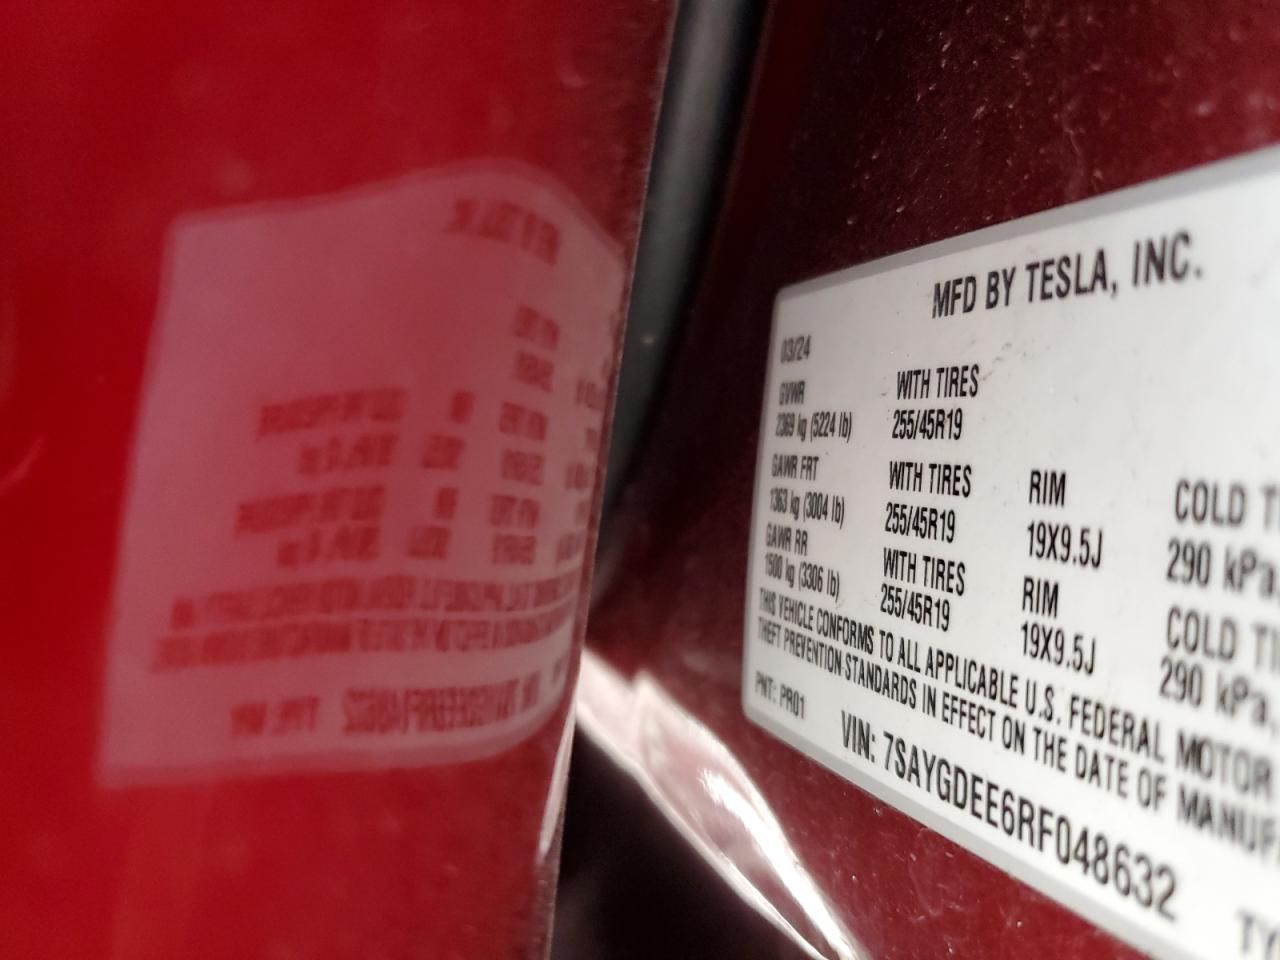 MFD BY TESLA, INC.
03/24
GVWR WITH TIRES
2369 kg (5224 lb) 255/45R19
GAWR FRT WITH TIRES RIM COLD
1363 kg (3004 lb) 255/45R19 19X9.5J 290 kPa,
GAWR RR WITH TIRES RIM COLD
1500 kg (3306 lb) 255/45R19 19X9.5J 290 kPa,
THIS VEHICLE CONFORMS TO ALL APPLICABLE U.S. FEDERAL MOTOR
THEFT PREVENTION STANDARDS IN EFFECT ON THE DATE OF MANUF
PNT: PR01 VIN: 7SAYGDEE6RF048632 TY